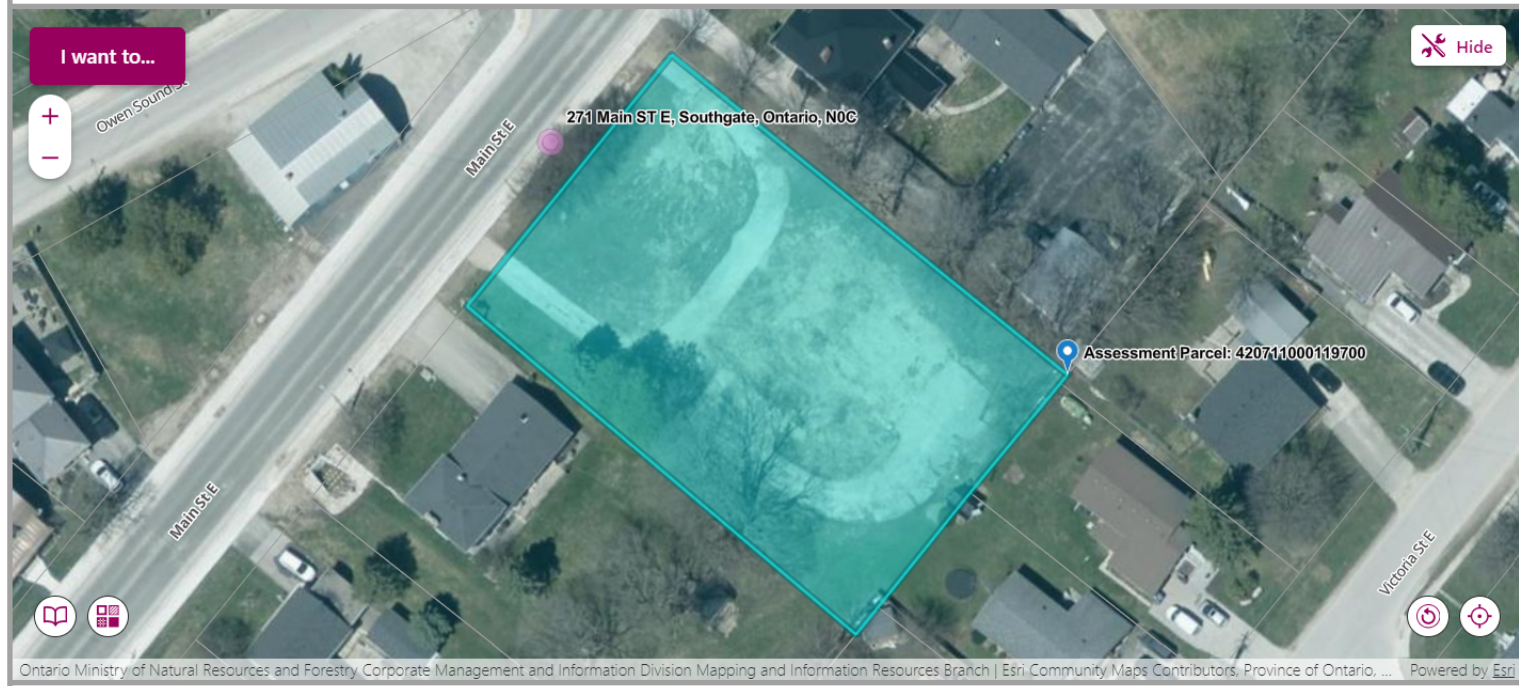 I want to...
Hide
+
Owen Sound St
−
271 Main ST E, Southgate, Ontario, N0C
Main St E
Assessment Parcel: 420711000119700
Main St E
Victoria St E
Ontario Ministry of Natural Resources and Forestry Corporate Management and Information Division Mapping and Information Resources Branch | Esri Community Maps Contributors, Province of Ontario, ... Powered by Esri